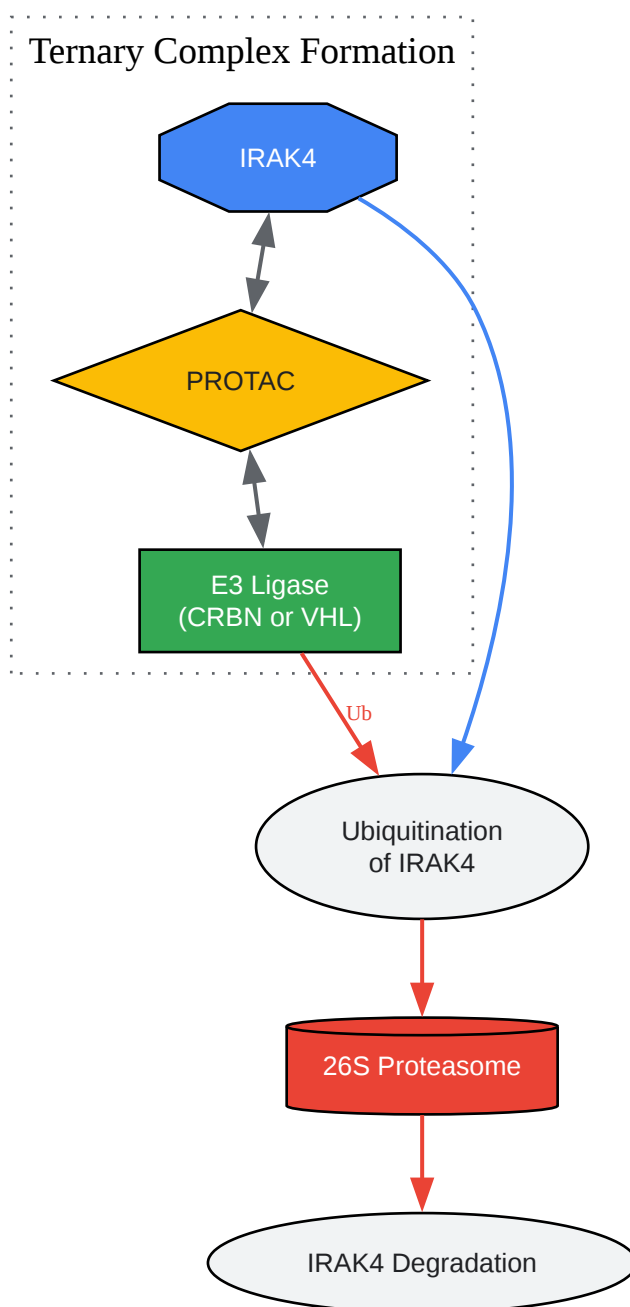 Ternary Complex Formation
IRAK4
PROTAC
E3 Ligase
(CRBN or VHL)
Ub
Ubiquitination
of IRAK4
26S Proteasome
IRAK4 Degradation